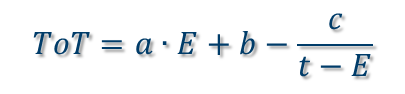 ToT = a · E + b − c / (t − E)